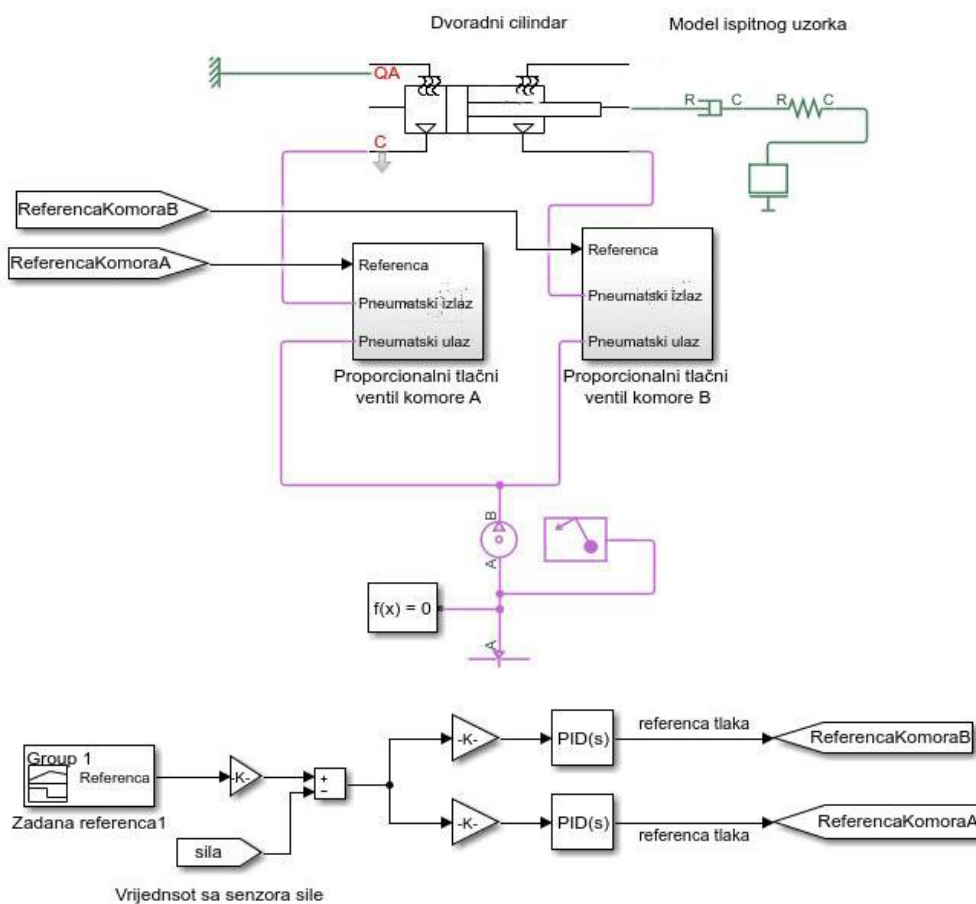 Dvoradni cilindar
Model ispitnog uzorka
QA
R C R C
C
ReferencaKomoraB
ReferencaKomoraA
Referenca
Pneumatski izlaz
Pneumatski ulaz
Proporcionalni tlačni
ventil komore A
Referenca
Pneumatski izlaz
Pneumatski ulaz
Proporcionalni tlačni
ventil komore B
B
A
f(x) = 0
A
Group 1
Referenca
Zadana referenca1
-K-
+
−
sila
Vrijednsot sa senzora sile
-K-
PID(s)
referenca tlaka
ReferencaKomoraB
-K-
PID(s)
referenca tlaka
ReferencaKomoraA